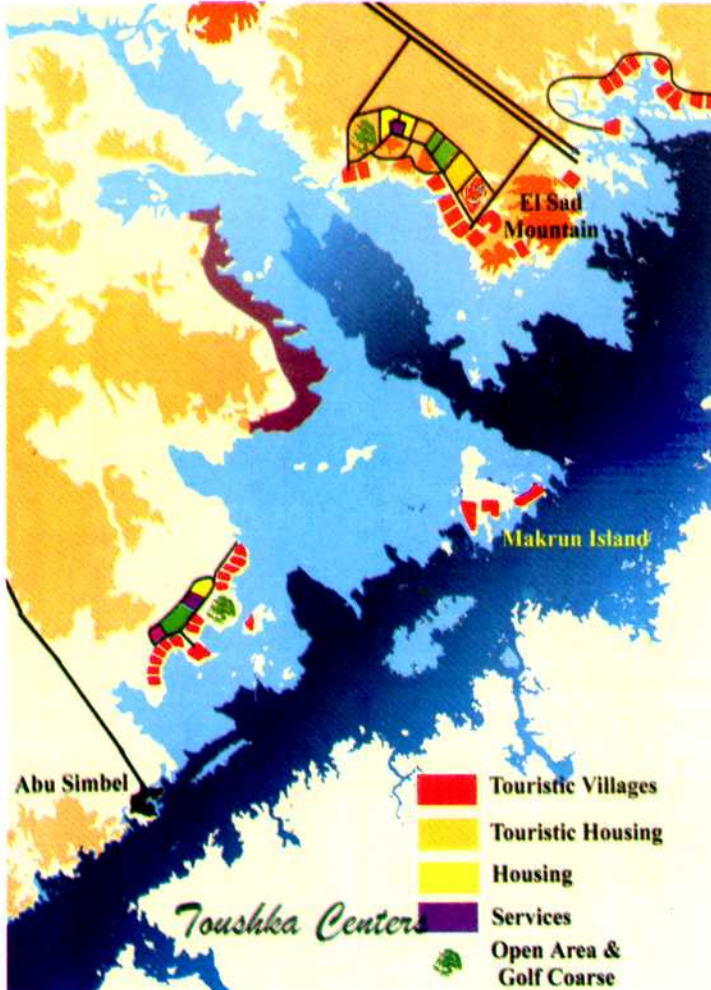 El Sad
Mountain
Makrun Island
Abu Simbel
Touristic Villages
Touristic Housing
Housing
Services
Open Area &
Golf Coarse
Toushka Centers